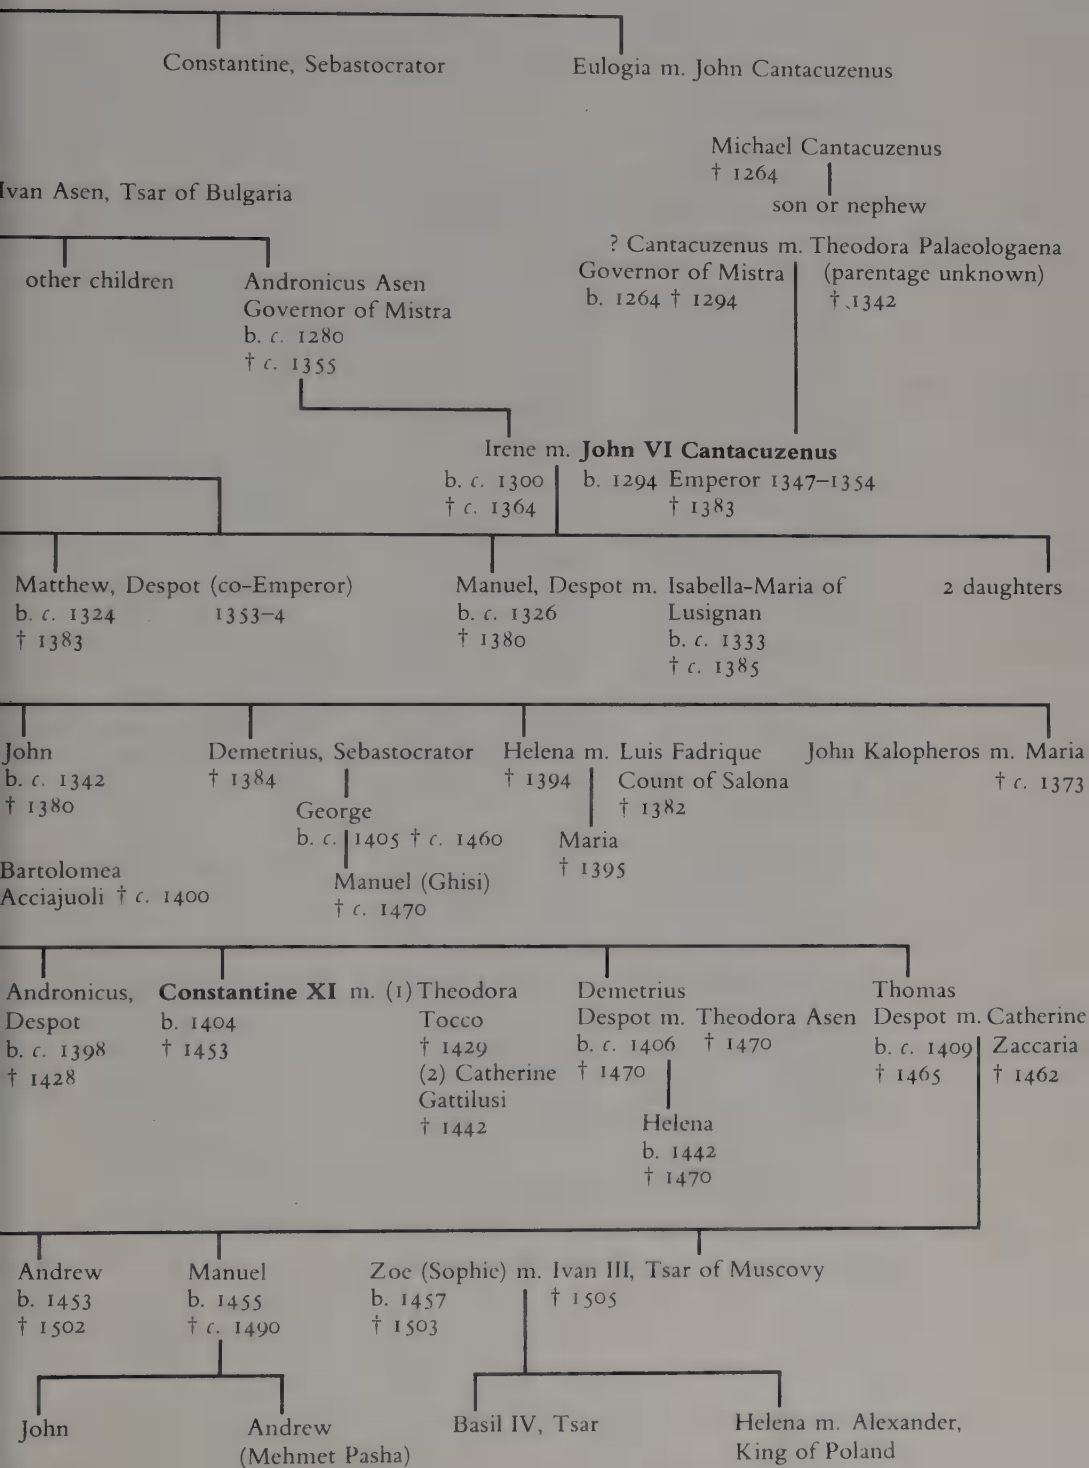 Constantine, Sebastocrator
Eulogia m. John Cantacuzenus
Michael Cantacuzenus
† 1264
son or nephew
Ivan Asen, Tsar of Bulgaria
? Cantacuzenus m. Theodora Palaeologaena
Governor of Mistra (parentage unknown)
b. 1264 † 1294 † 1342
other children
Andronicus Asen
Governor of Mistra
b. c. 1280
† c. 1355
Irene m. John VI Cantacuzenus
b. c. 1300 b. 1294 Emperor 1347–1354
† c. 1364 † 1383
Matthew, Despot (co-Emperor)
b. c. 1324 1353–4
† 1383
Manuel, Despot m. Isabella-Maria of
b. c. 1326 Lusignan
† 1380 b. c. 1333
† c. 1385
2 daughters
John
b. c. 1342
† 1380
Bartolomea
Acciajuoli † c. 1400
Demetrius, Sebastocrator
† 1384
George
b. c. 1405 † c. 1460
Manuel (Ghisi)
† c. 1470
Helena m. Luis Fadrique
† 1394 Count of Salona
† 1382
Maria
† 1395
John Kalopheros m. Maria
† c. 1373
Andronicus,
Despot
b. c. 1398
† 1428
Constantine XI m. (1) Theodora
b. 1404 Tocco
† 1453 † 1429
(2) Catherine
Gattilusi
† 1442
Demetrius
Despot m. Theodora Asen
b. c. 1406 † 1470
† 1470
Helena
b. 1442
† 1470
Thomas
Despot m. Catherine
b. c. 1409 Zaccaria
† 1465 † 1462
Andrew
b. 1453
† 1502
Manuel
b. 1455
† c. 1490
Zoe (Sophie) m. Ivan III, Tsar of Muscovy
b. 1457 † 1505
† 1503
John
Andrew
(Mehmet Pasha)
Basil IV, Tsar
Helena m. Alexander,
King of Poland